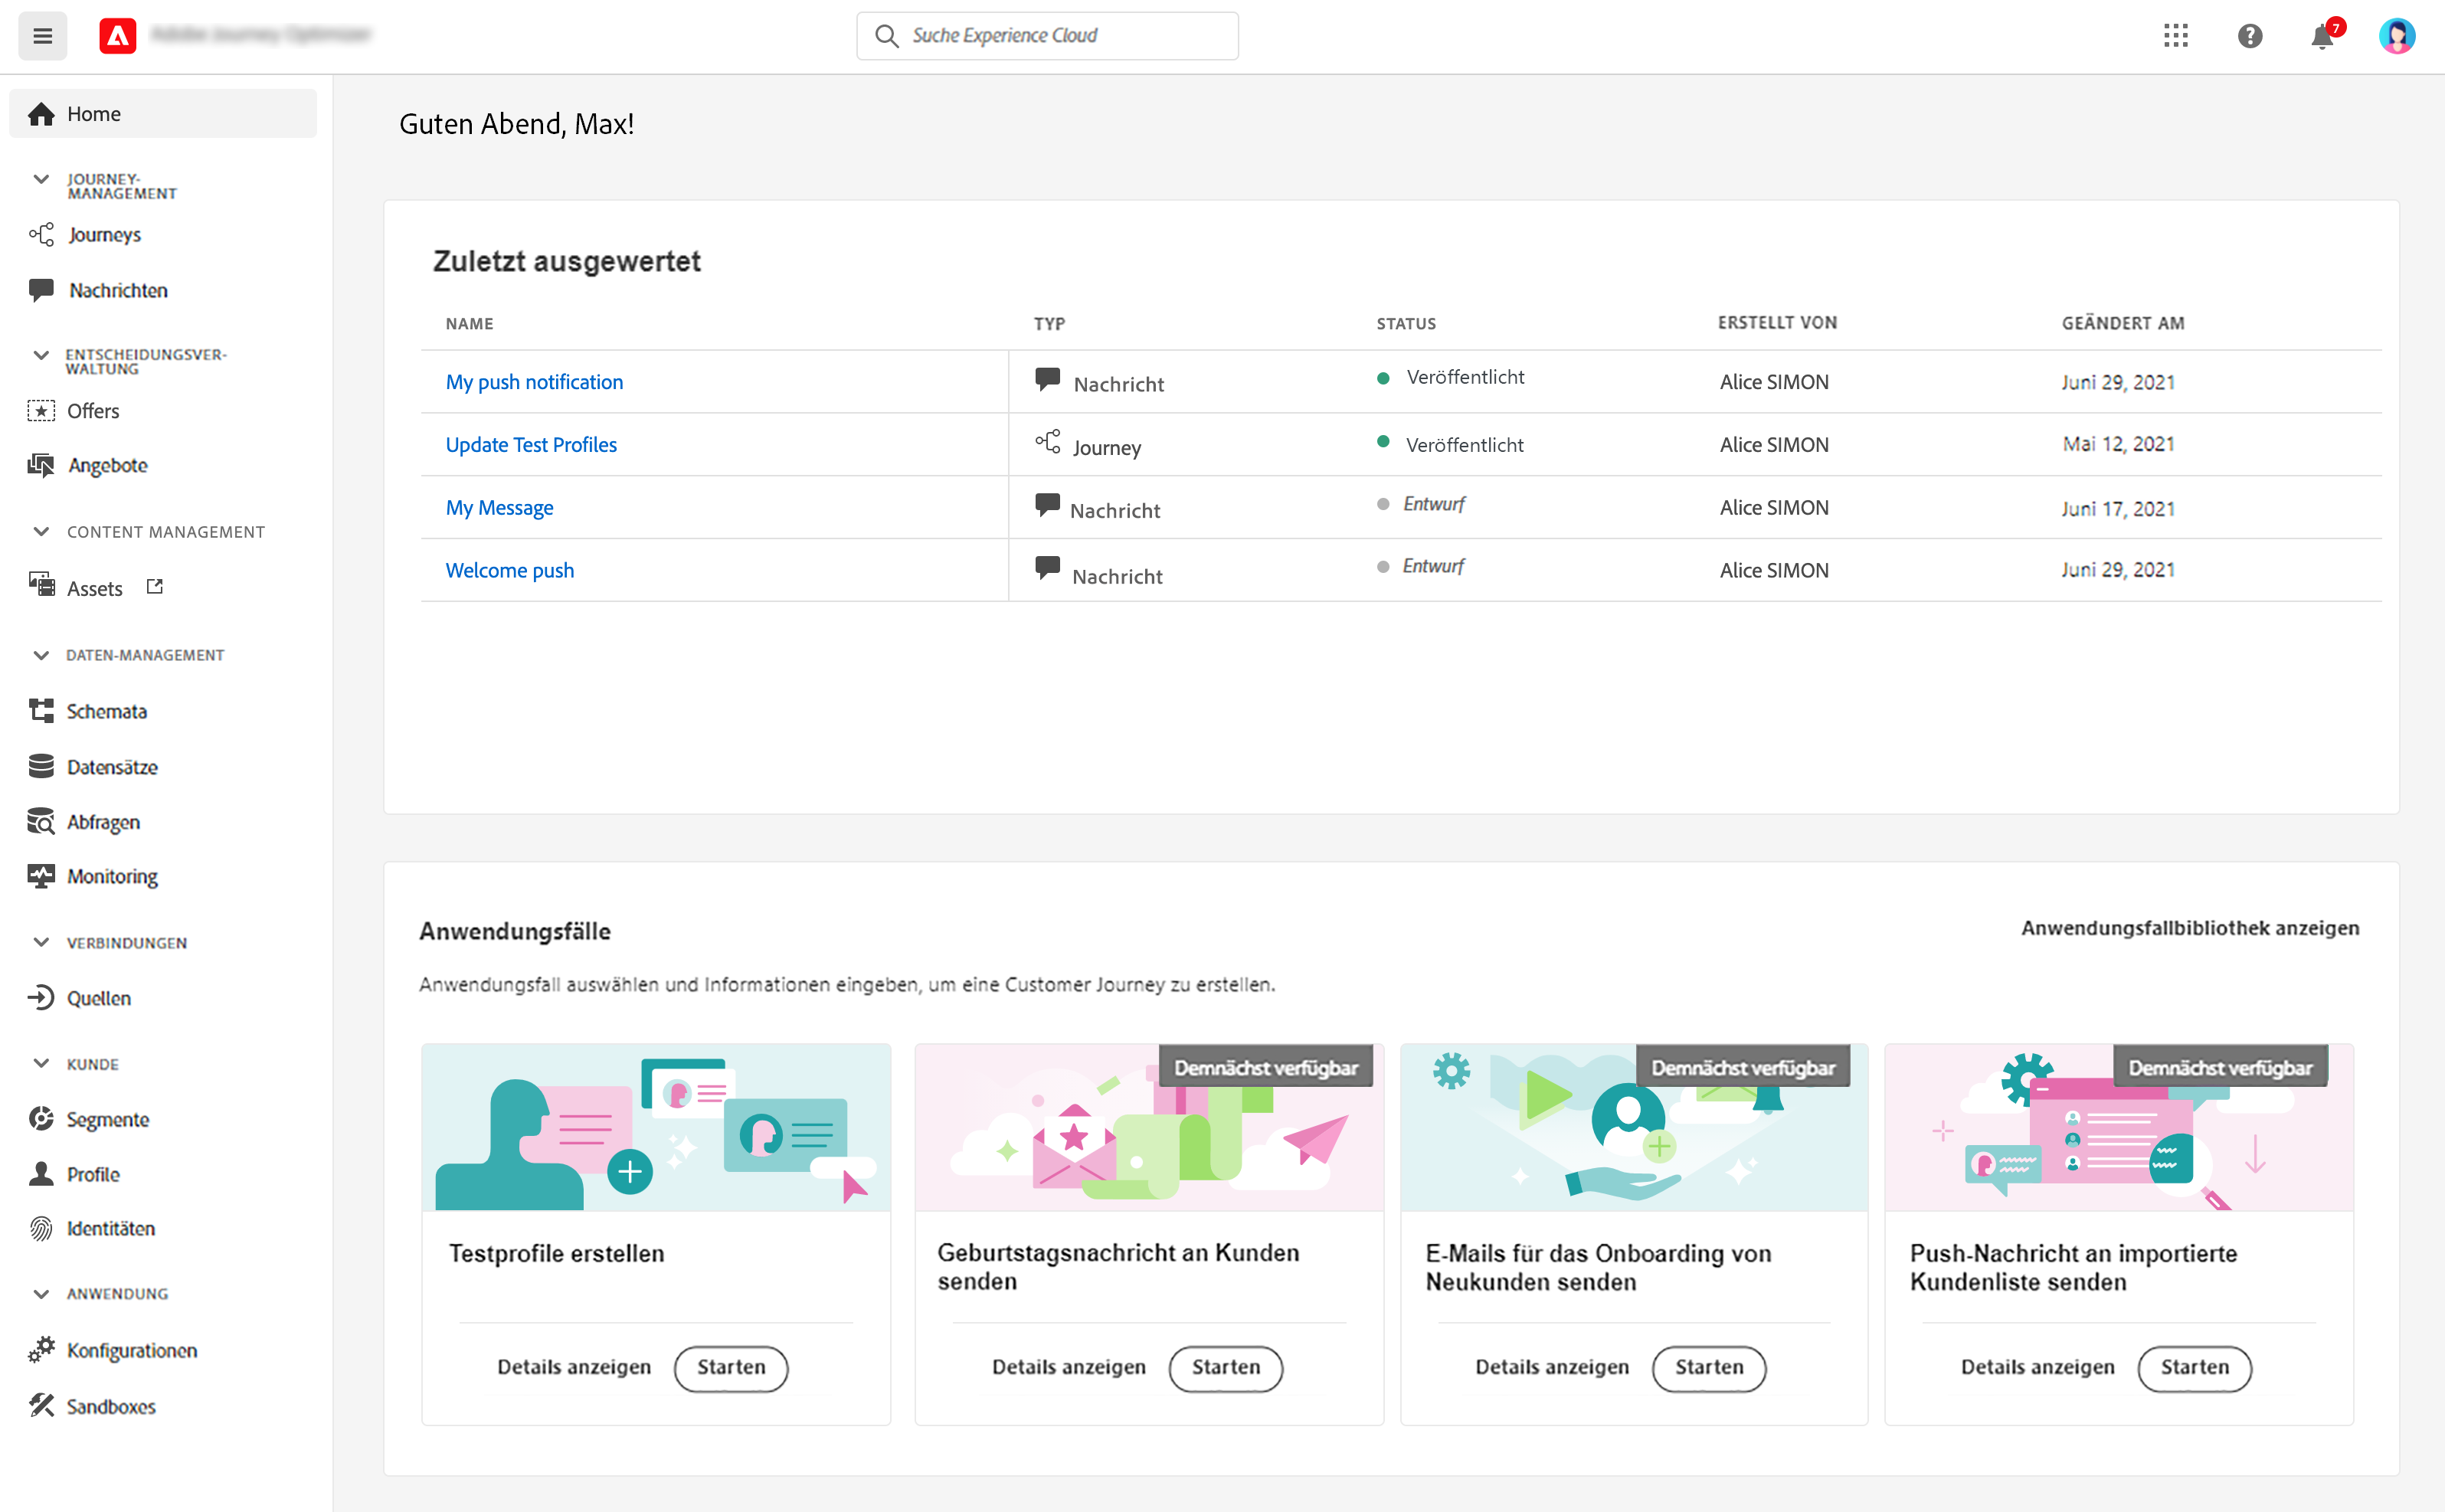 Adobe Journey Optimizer
Suche Experience Cloud
7
Home
JOURNEY-
MANAGEMENT
Journeys
Nachrichten
ENTSCHEIDUNGSVER-
WALTUNG
Offers
Angebote
CONTENT MANAGEMENT
Assets
DATEN-MANAGEMENT
Schemata
Datensätze
Abfragen
Monitoring
VERBINDUNGEN
Quellen
KUNDE
Segmente
Profile
Identitäten
ANWENDUNG
Konfigurationen
Sandboxes
Guten Abend, Max!
Zuletzt ausgewertet
NAME TYP STATUS ERSTELLT VON GEÄNDERT AM
My push notification Nachricht Veröffentlicht Alice SIMON Juni 29, 2021
Update Test Profiles Journey Veröffentlicht Alice SIMON Mai 12, 2021
My Message Nachricht Entwurf Alice SIMON Juni 17, 2021
Welcome push Nachricht Entwurf Alice SIMON Juni 29, 2021
Anwendungsfälle
Anwendungsfallbibliothek anzeigen
Anwendungsfall auswählen und Informationen eingeben, um eine Customer Journey zu erstellen.
Testprofile erstellen
Details anzeigen Starten
Demnächst verfügbar
Geburtstagsnachricht an Kunden
senden
Details anzeigen Starten
Demnächst verfügbar
E-Mails für das Onboarding von
Neukunden senden
Details anzeigen Starten
Demnächst verfügbar
Push-Nachricht an importierte
Kundenliste senden
Details anzeigen Starten